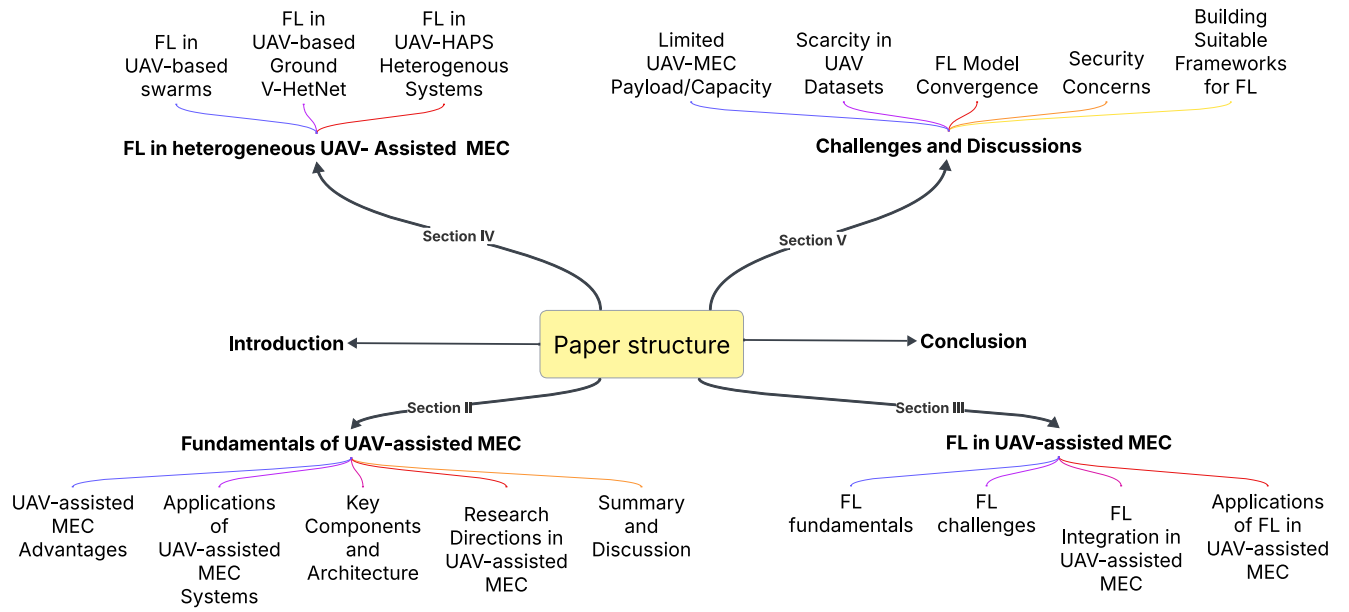 FL in
UAV-based
swarms
FL in
UAV-based
Ground
V-HetNet
FL in
UAV-HAPS
Heterogenous
Systems
FL in heterogeneous UAV- Assisted MEC
Limited
UAV-MEC
Payload/Capacity
Scarcity in
UAV
Datasets
FL Model
Convergence
Security
Concerns
Building
Suitable
Frameworks
for FL
Challenges and Discussions
Section IV
Section V
Introduction
Paper structure
Conclusion
Section II
Section III
Fundamentals of UAV-assisted MEC
UAV-assisted
MEC
Advantages
Applications
of
UAV-assisted
MEC
Systems
Key
Components
and
Architecture
Research
Directions in
UAV-assisted
MEC
Summary
and
Discussion
FL in UAV-assisted MEC
FL
fundamentals
FL
challenges
FL
Integration in
UAV-assisted
MEC
Applications
of FL in
UAV-assisted
MEC